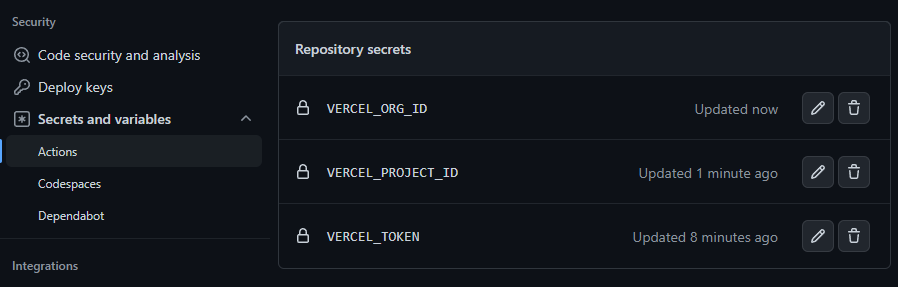 Security
Code security and analysis
Deploy keys
Secrets and variables
Actions
Codespaces
Dependabot
Integrations
Repository secrets
VERCEL_ORG_ID Updated now
VERCEL_PROJECT_ID Updated 1 minute ago
VERCEL_TOKEN Updated 8 minutes ago